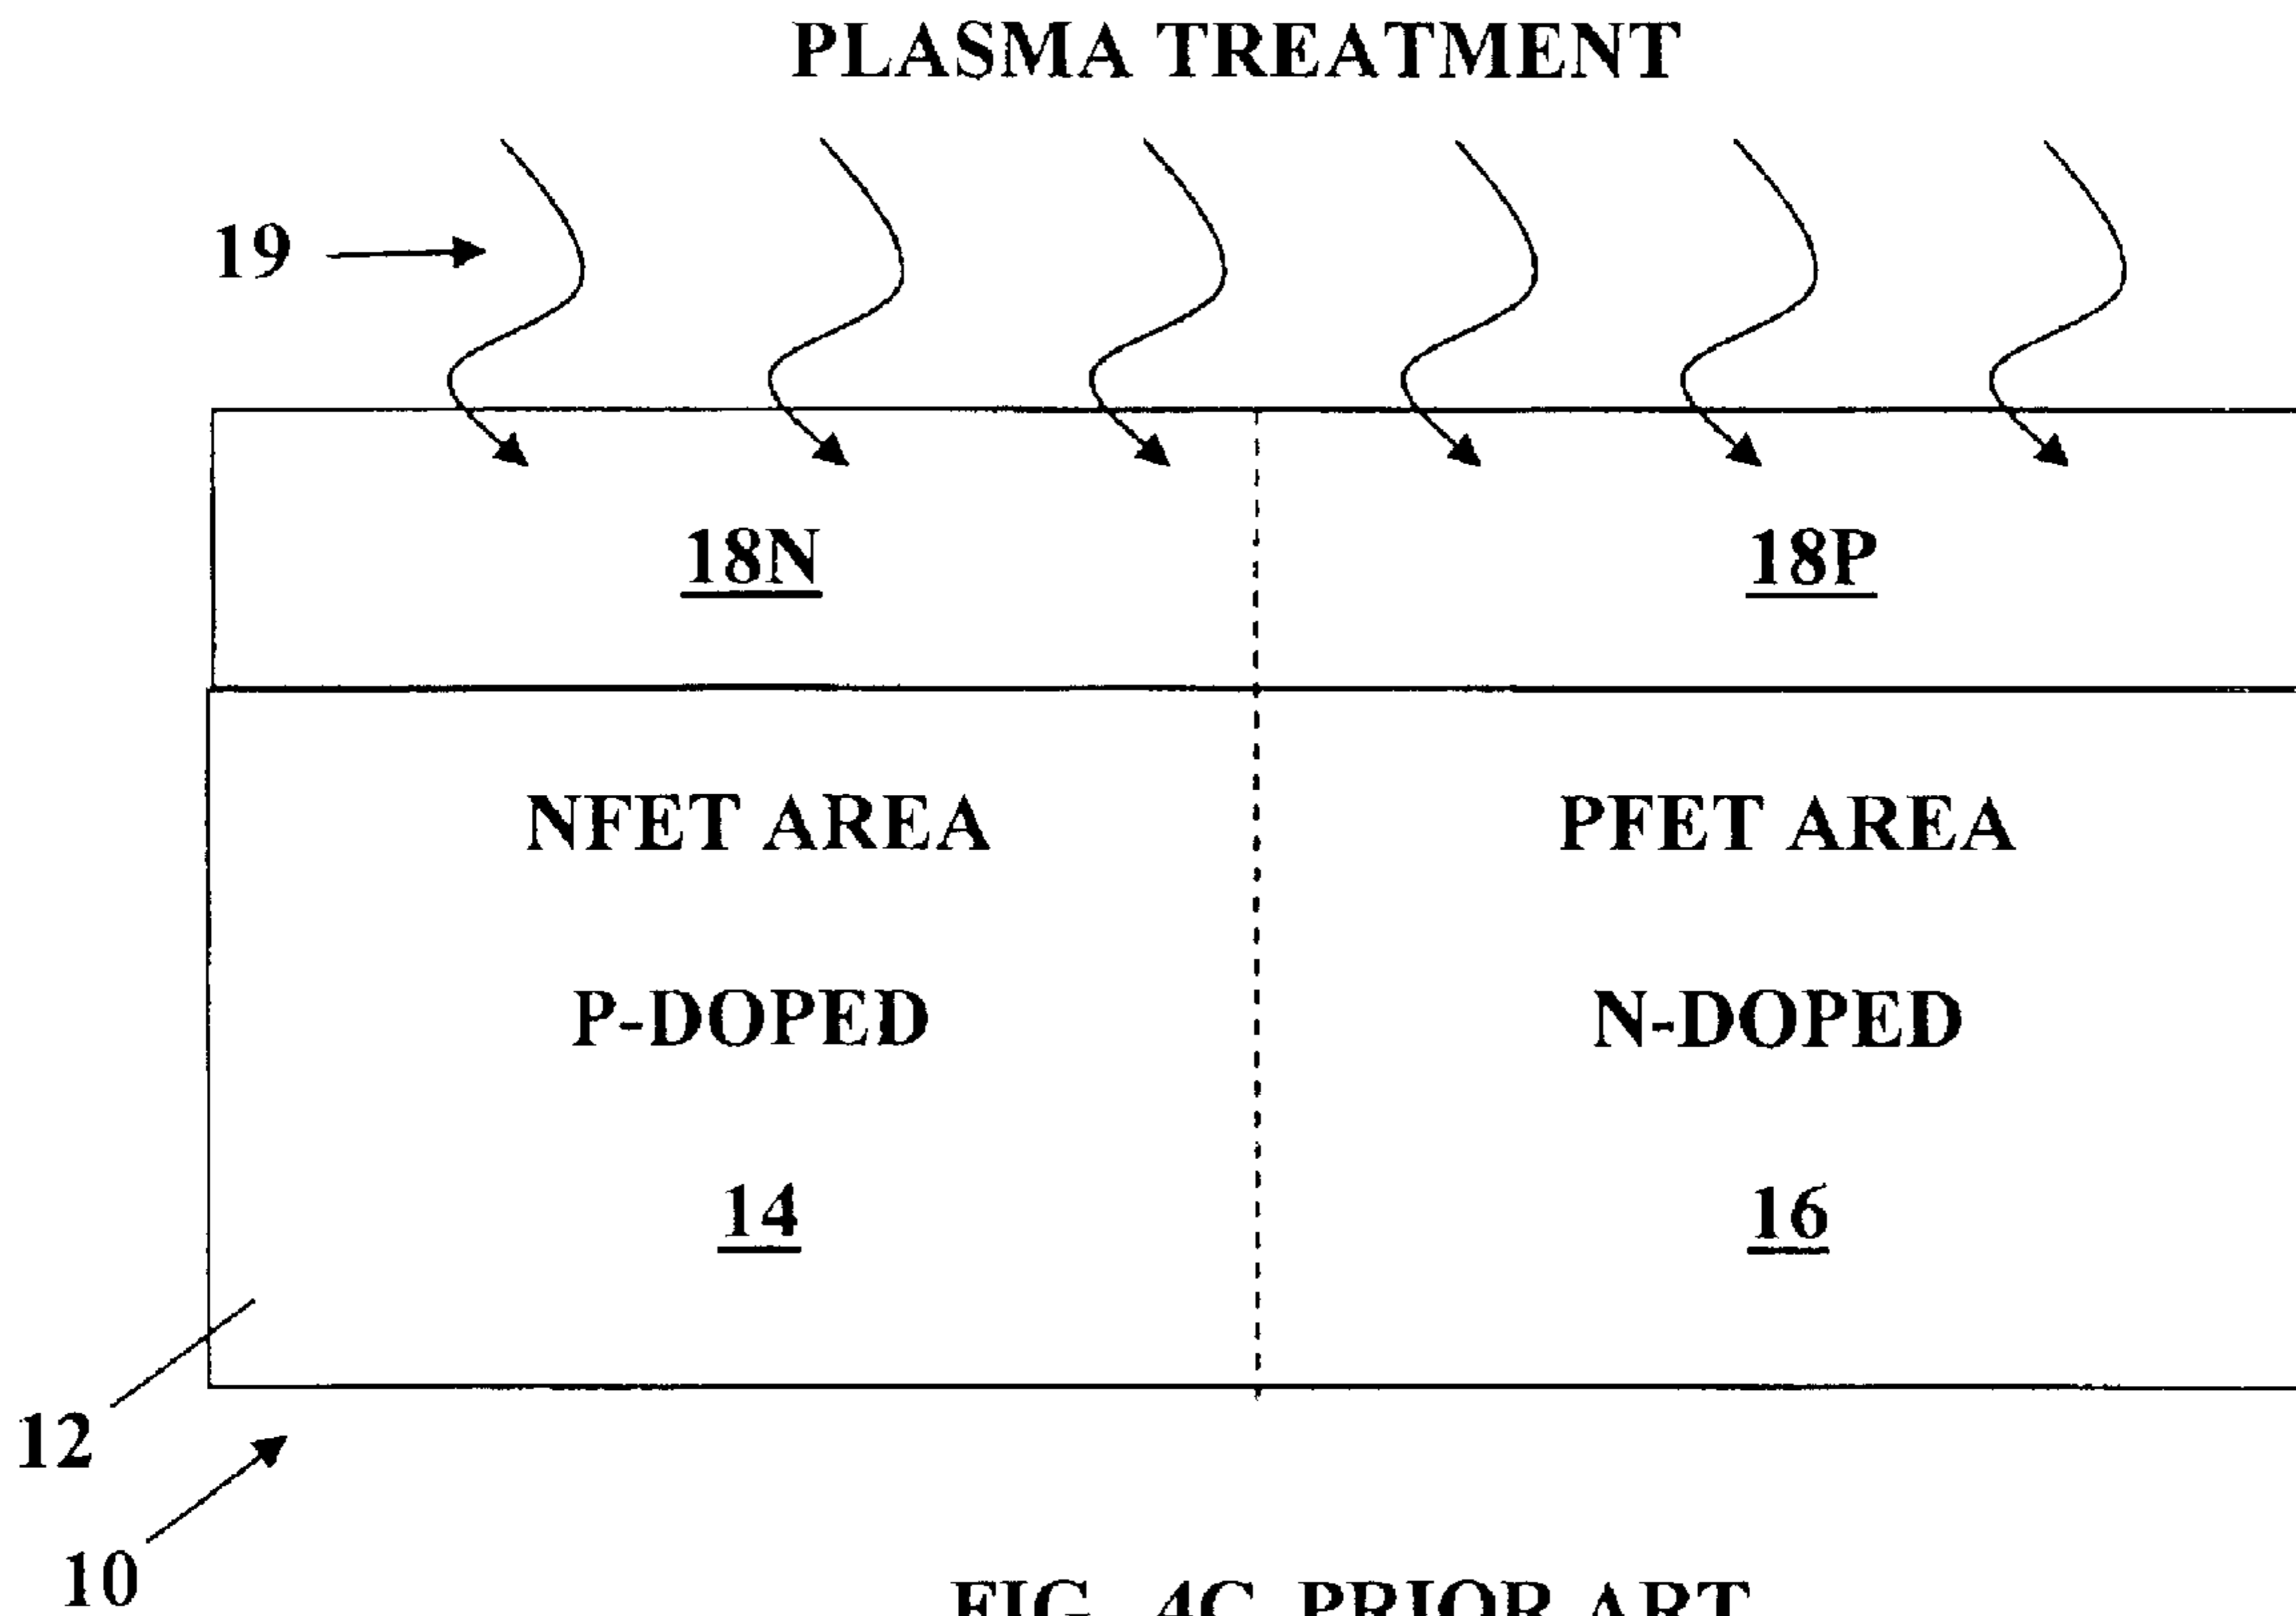 PLASMA TREATMENT
19
18N
18P
NFET AREA
PFET AREA
P-DOPED
N-DOPED
14
16
12
10
FIG. 4C PRIOR ART